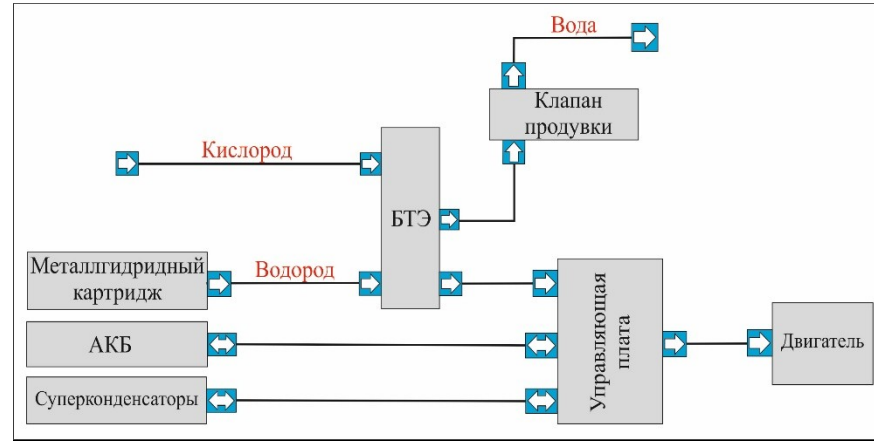 Вода
Клапан
продувки
Кислород
БТЭ
Металлгидридный
картридж
Водород
АКБ
Суперконденсаторы
Управляющая
плата
Двигатель